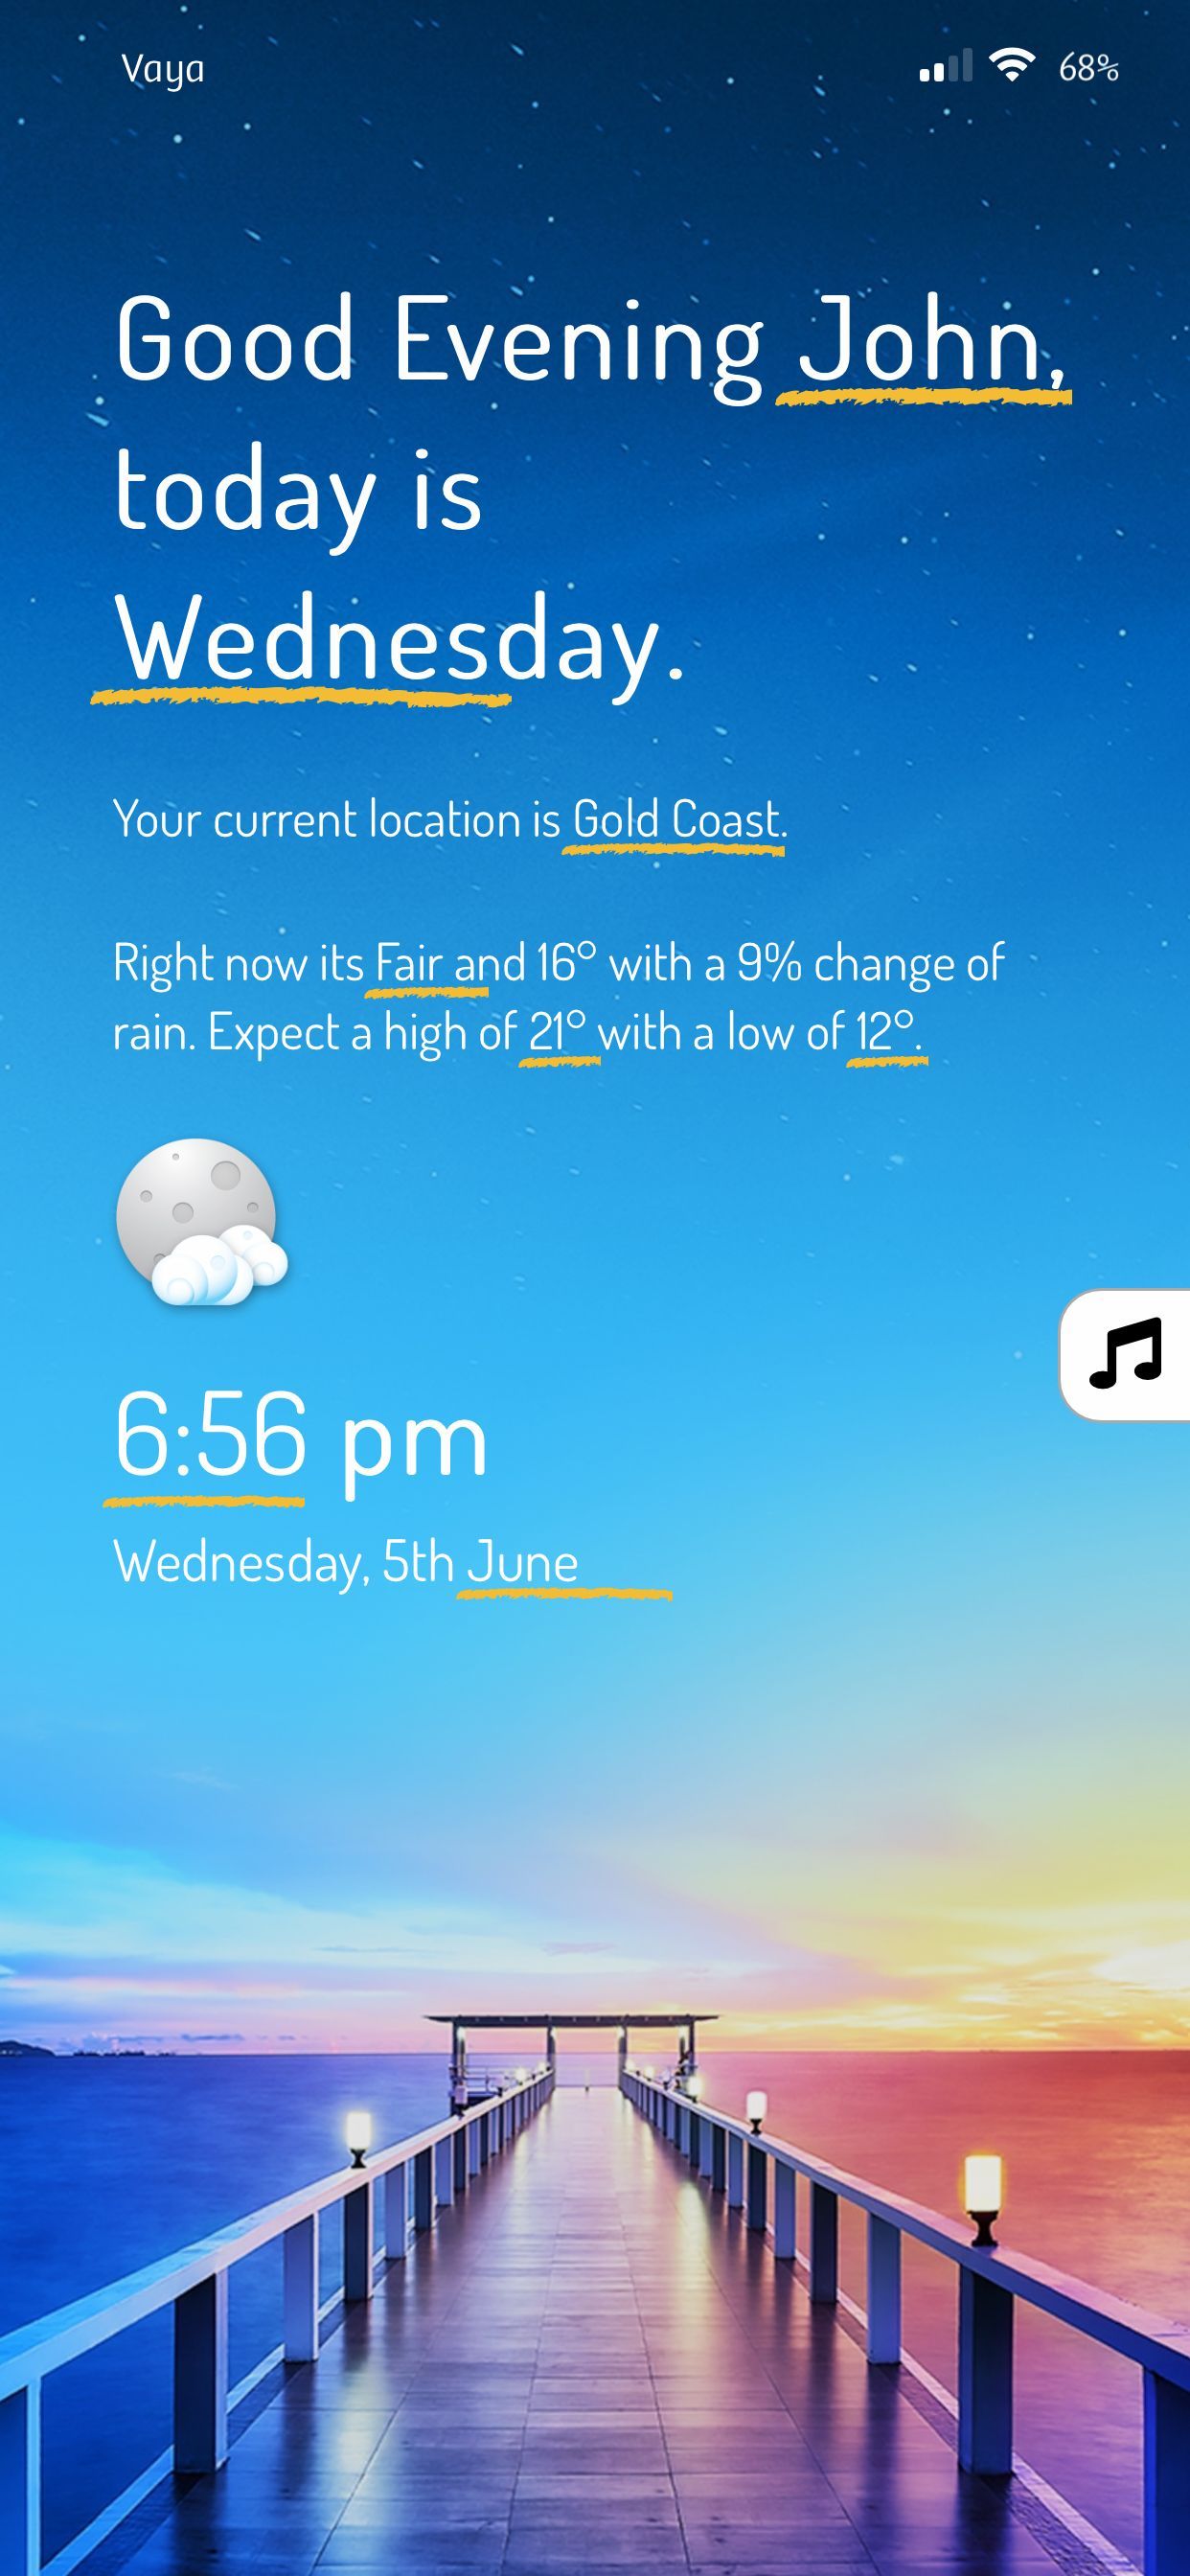 Vaya 68%
Good Evening John,
today is
Wednesday.
Your current location is Gold Coast.
Right now its Fair and 16° with a 9% change of
rain. Expect a high of 21° with a low of 12°.
6:56 pm
Wednesday, 5th June